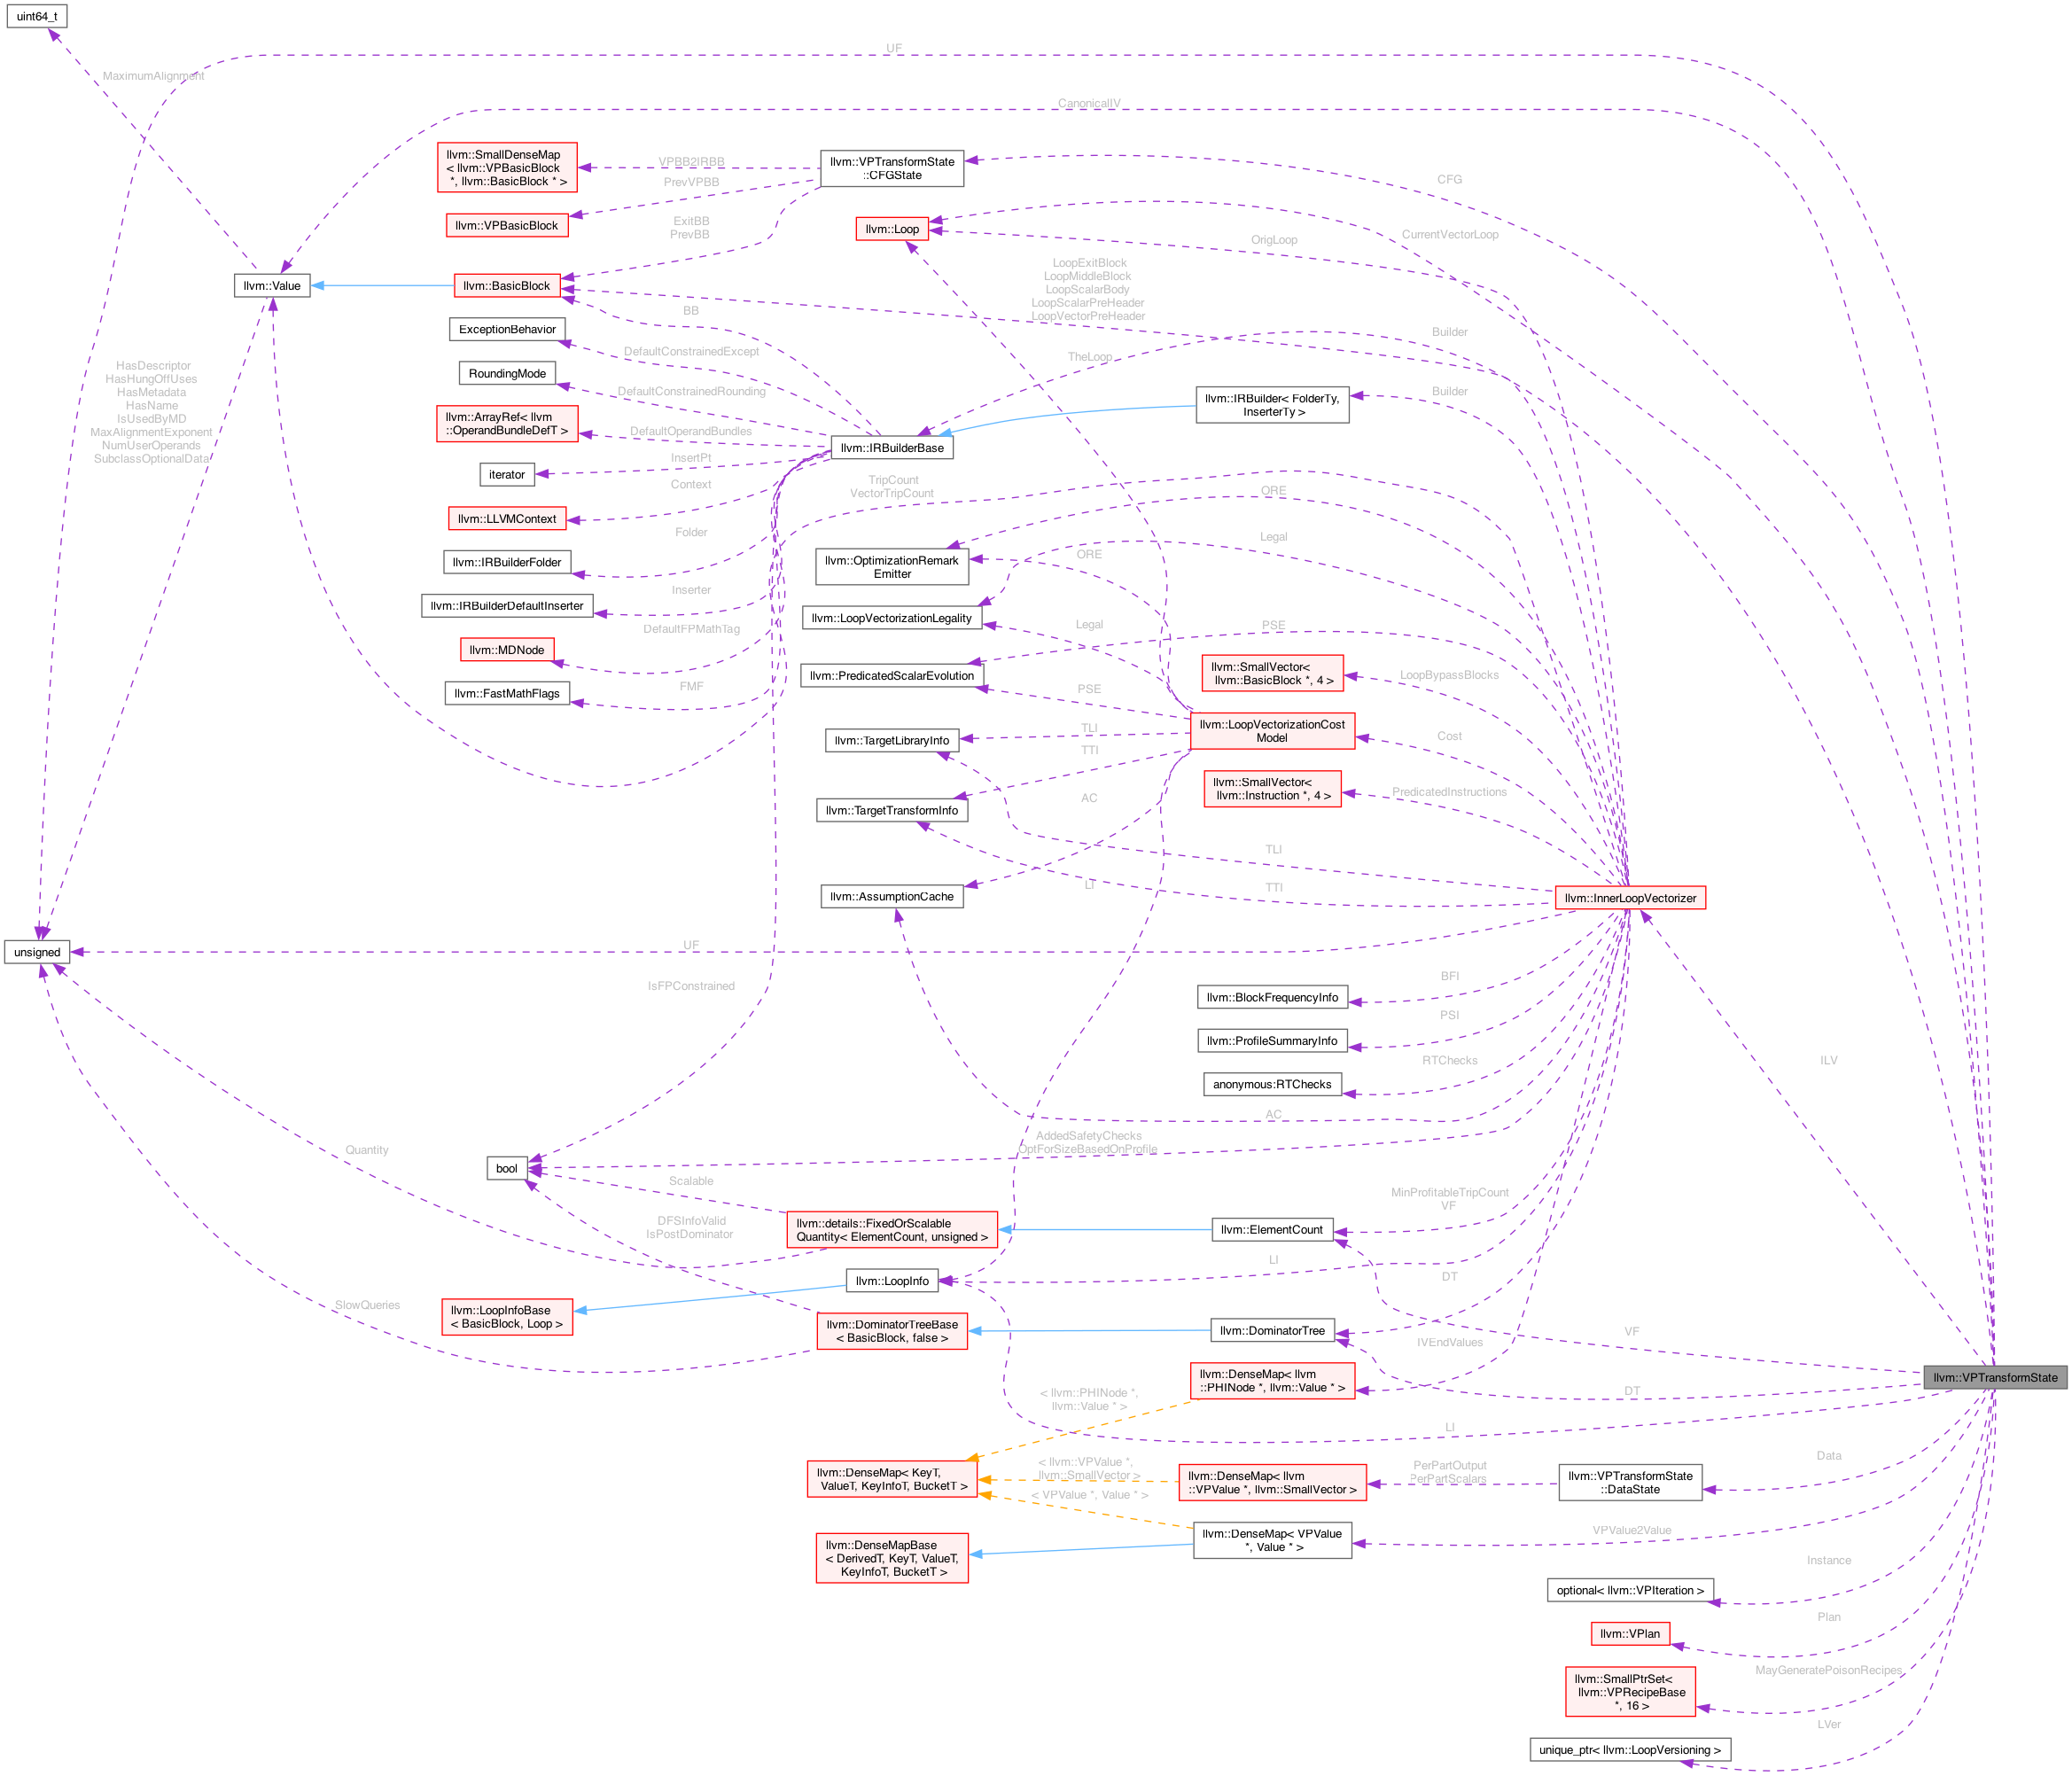 uint64_t
UF
MaximumAlignment
CanonicalIV
llvm::SmallDenseMap
< llvm::VPBasicBlock
*, llvm::BasicBlock * >
VPBB2IRBB
llvm::VPTransformState
::CFGState
CFG
PrevVPBB
llvm::VPBasicBlock
ExitBB
PrevBB
llvm::Loop
OrigLoop
CurrentVectorLoop
llvm::Value
llvm::BasicBlock
LoopExitBlock
LoopMiddleBlock
LoopScalarBody
LoopScalarPreHeader
LoopVectorPreHeader
BB
ExceptionBehavior
DefaultConstrainedExcept
TheLoop
Builder
HasDescriptor
HasHungOffUses
HasMetadata
HasName
IsUsedByMD
MaxAlignmentExponent
NumUserOperands
SubclassOptionalData
RoundingMode
DefaultConstrainedRounding
llvm::IRBuilder< FolderTy,
InserterTy >
Builder
llvm::ArrayRef< llvm
::OperandBundleDefT >
DefaultOperandBundles
llvm::IRBuilderBase
iterator
InsertPt
Context
TripCount
VectorTripCount
ORE
llvm::LLVMContext
Folder
llvm::IRBuilderFolder
llvm::OptimizationRemark
Emitter
ORE
Legal
Inserter
llvm::IRBuilderDefaultInserter
llvm::LoopVectorizationLegality
Legal
PSE
DefaultFPMathTag
llvm::MDNode
llvm::PredicatedScalarEvolution
llvm::SmallVector<
llvm::BasicBlock *, 4 >
LoopBypassBlocks
FMF
llvm::FastMathFlags
PSE
llvm::LoopVectorizationCost
Model
Cost
llvm::TargetLibraryInfo
TLI
TTI
llvm::SmallVector<
llvm::Instruction *, 4 >
PredicatedInstructions
AC
llvm::TargetTransformInfo
TLI
LI
TTI
llvm::AssumptionCache
llvm::InnerLoopVectorizer
unsigned
UF
IsFPConstrained
BFI
llvm::BlockFrequencyInfo
PSI
llvm::ProfileSummaryInfo
RTChecks
anonymous:RTChecks
ILV
AC
AddedSafetyChecks
OptForSizeBasedOnProfile
Quantity
bool
Scalable
DFSInfoValid
IsPostDominator
llvm::details::FixedOrScalable
Quantity< ElementCount, unsigned >
llvm::ElementCount
MinProfitableTripCount
VF
LI
DT
llvm::LoopInfo
SlowQueries
llvm::LoopInfoBase
< BasicBlock, Loop >
llvm::DominatorTreeBase
< BasicBlock, false >
llvm::DominatorTree
IVEndValues
VF
llvm::VPTransformState
llvm::DenseMap< llvm
::PHINode *, llvm::Value * >
DT
< llvm::PHINode *,
llvm::Value * >
LI
llvm::DenseMap< KeyT,
ValueT, KeyInfoT, BucketT >
< llvm::VPValue *,
llvm::SmallVector >
llvm::DenseMap< llvm
::VPValue *, llvm::SmallVector >
PerPartOutput
PerPartScalars
llvm::VPTransformState
::DataState
Data
< VPValue *, Value * >
llvm::DenseMap< VPValue
*, Value * >
VPValue2Value
llvm::DenseMapBase
< DerivedT, KeyT, ValueT,
KeyInfoT, BucketT >
Instance
optional< llvm::VPIteration >
Plan
llvm::VPlan
MayGeneratePoisonRecipes
llvm::SmallPtrSet<
llvm::VPRecipeBase
*, 16 >
LVer
unique_ptr< llvm::LoopVersioning >